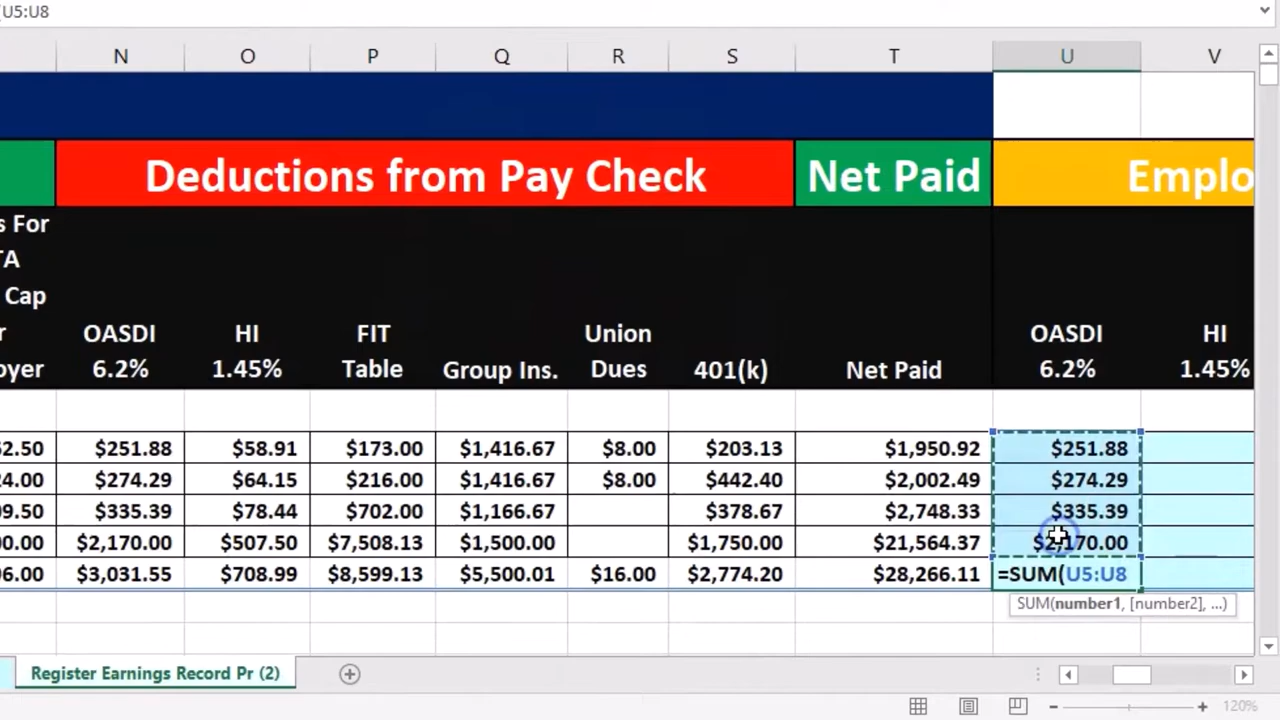 U5:U8
N O P Q R S T U V
Deductions from Pay Check Net Paid Emplo
s For
TA
Cap
r OASDI HI FIT Union OASDI HI
oyer 6.2% 1.45% Table Group Ins. Dues 401(k) Net Paid 6.2% 1.45%
52.50 $251.88 $58.91 $173.00 $1,416.67 $8.00 $203.13 $1,950.92 $251.88
24.00 $274.29 $64.15 $216.00 $1,416.67 $8.00 $442.40 $2,002.49 $274.29
09.50 $335.39 $78.44 $702.00 $1,166.67 $378.67 $2,748.33 $335.39
00.00 $2,170.00 $507.50 $7,508.13 $1,500.00 $1,750.00 $21,564.37 $2,170.00
96.00 $3,031.55 $708.99 $8,599.13 $5,500.01 $16.00 $2,774.20 $28,266.11 =SUM(U5:U8
SUM(number1, [number2], ...)
Register Earnings Record Pr (2)
120%